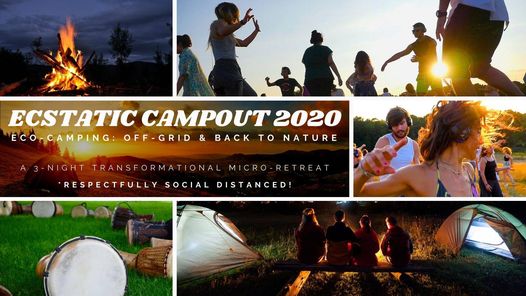 ECSTATIC CAMPOUT 2020
ECO-CAMPING: OFF-GRID & BACK TO NATURE
A 3-NIGHT TRANSFORMATIONAL MICRO-RETREAT
*RESPECTFULLY SOCIAL DISTANCED!